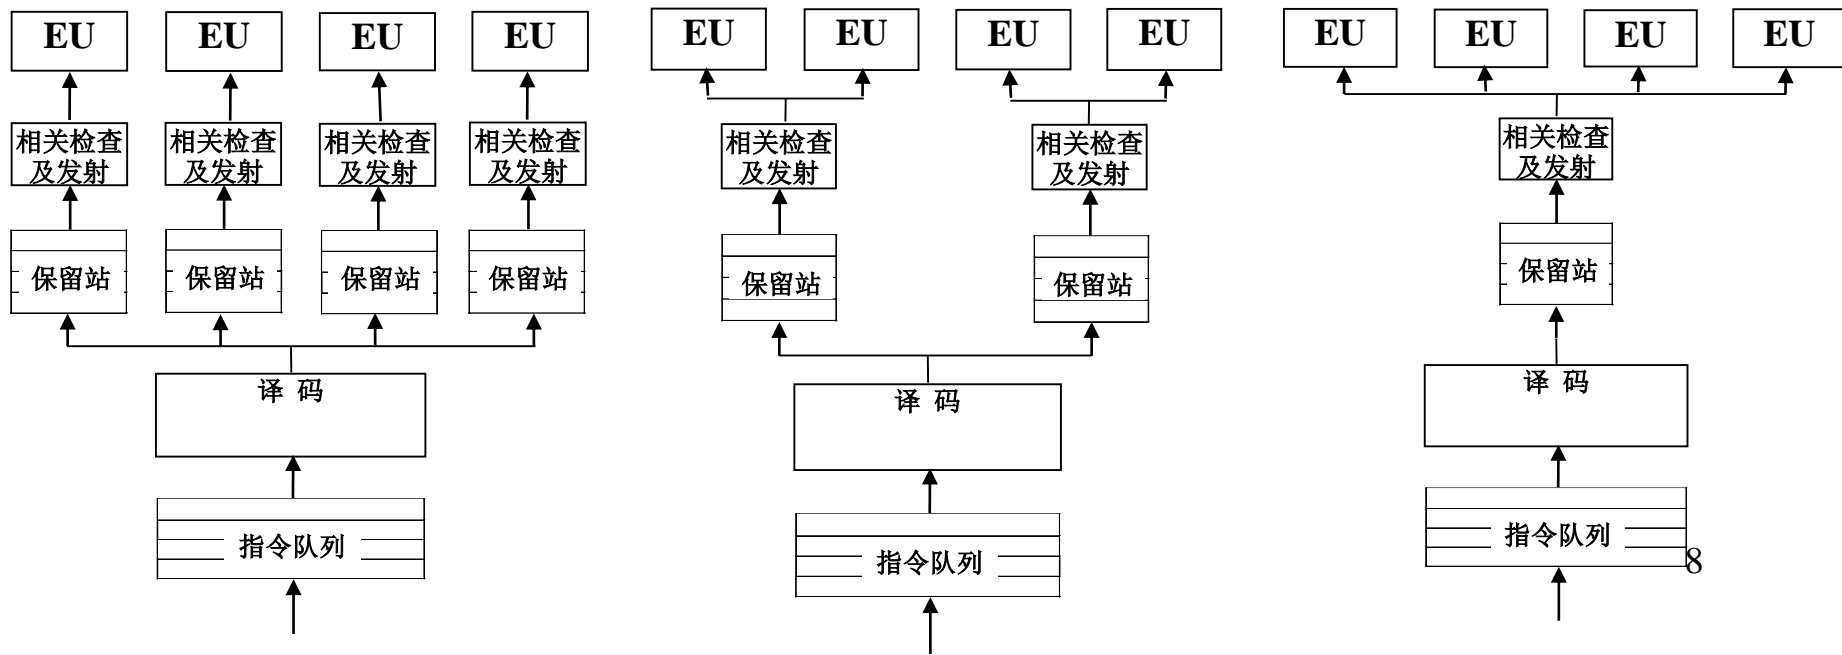 EU
EU
EU
EU
相关检查
及发射
相关检查
及发射
相关检查
及发射
相关检查
及发射
保留站
保留站
保留站
保留站
译 码
指令队列
EU
EU
EU
EU
相关检查
及发射
相关检查
及发射
保留站
保留站
译 码
指令队列
EU
EU
EU
EU
相关检查
及发射
保留站
译 码
指令队列
8